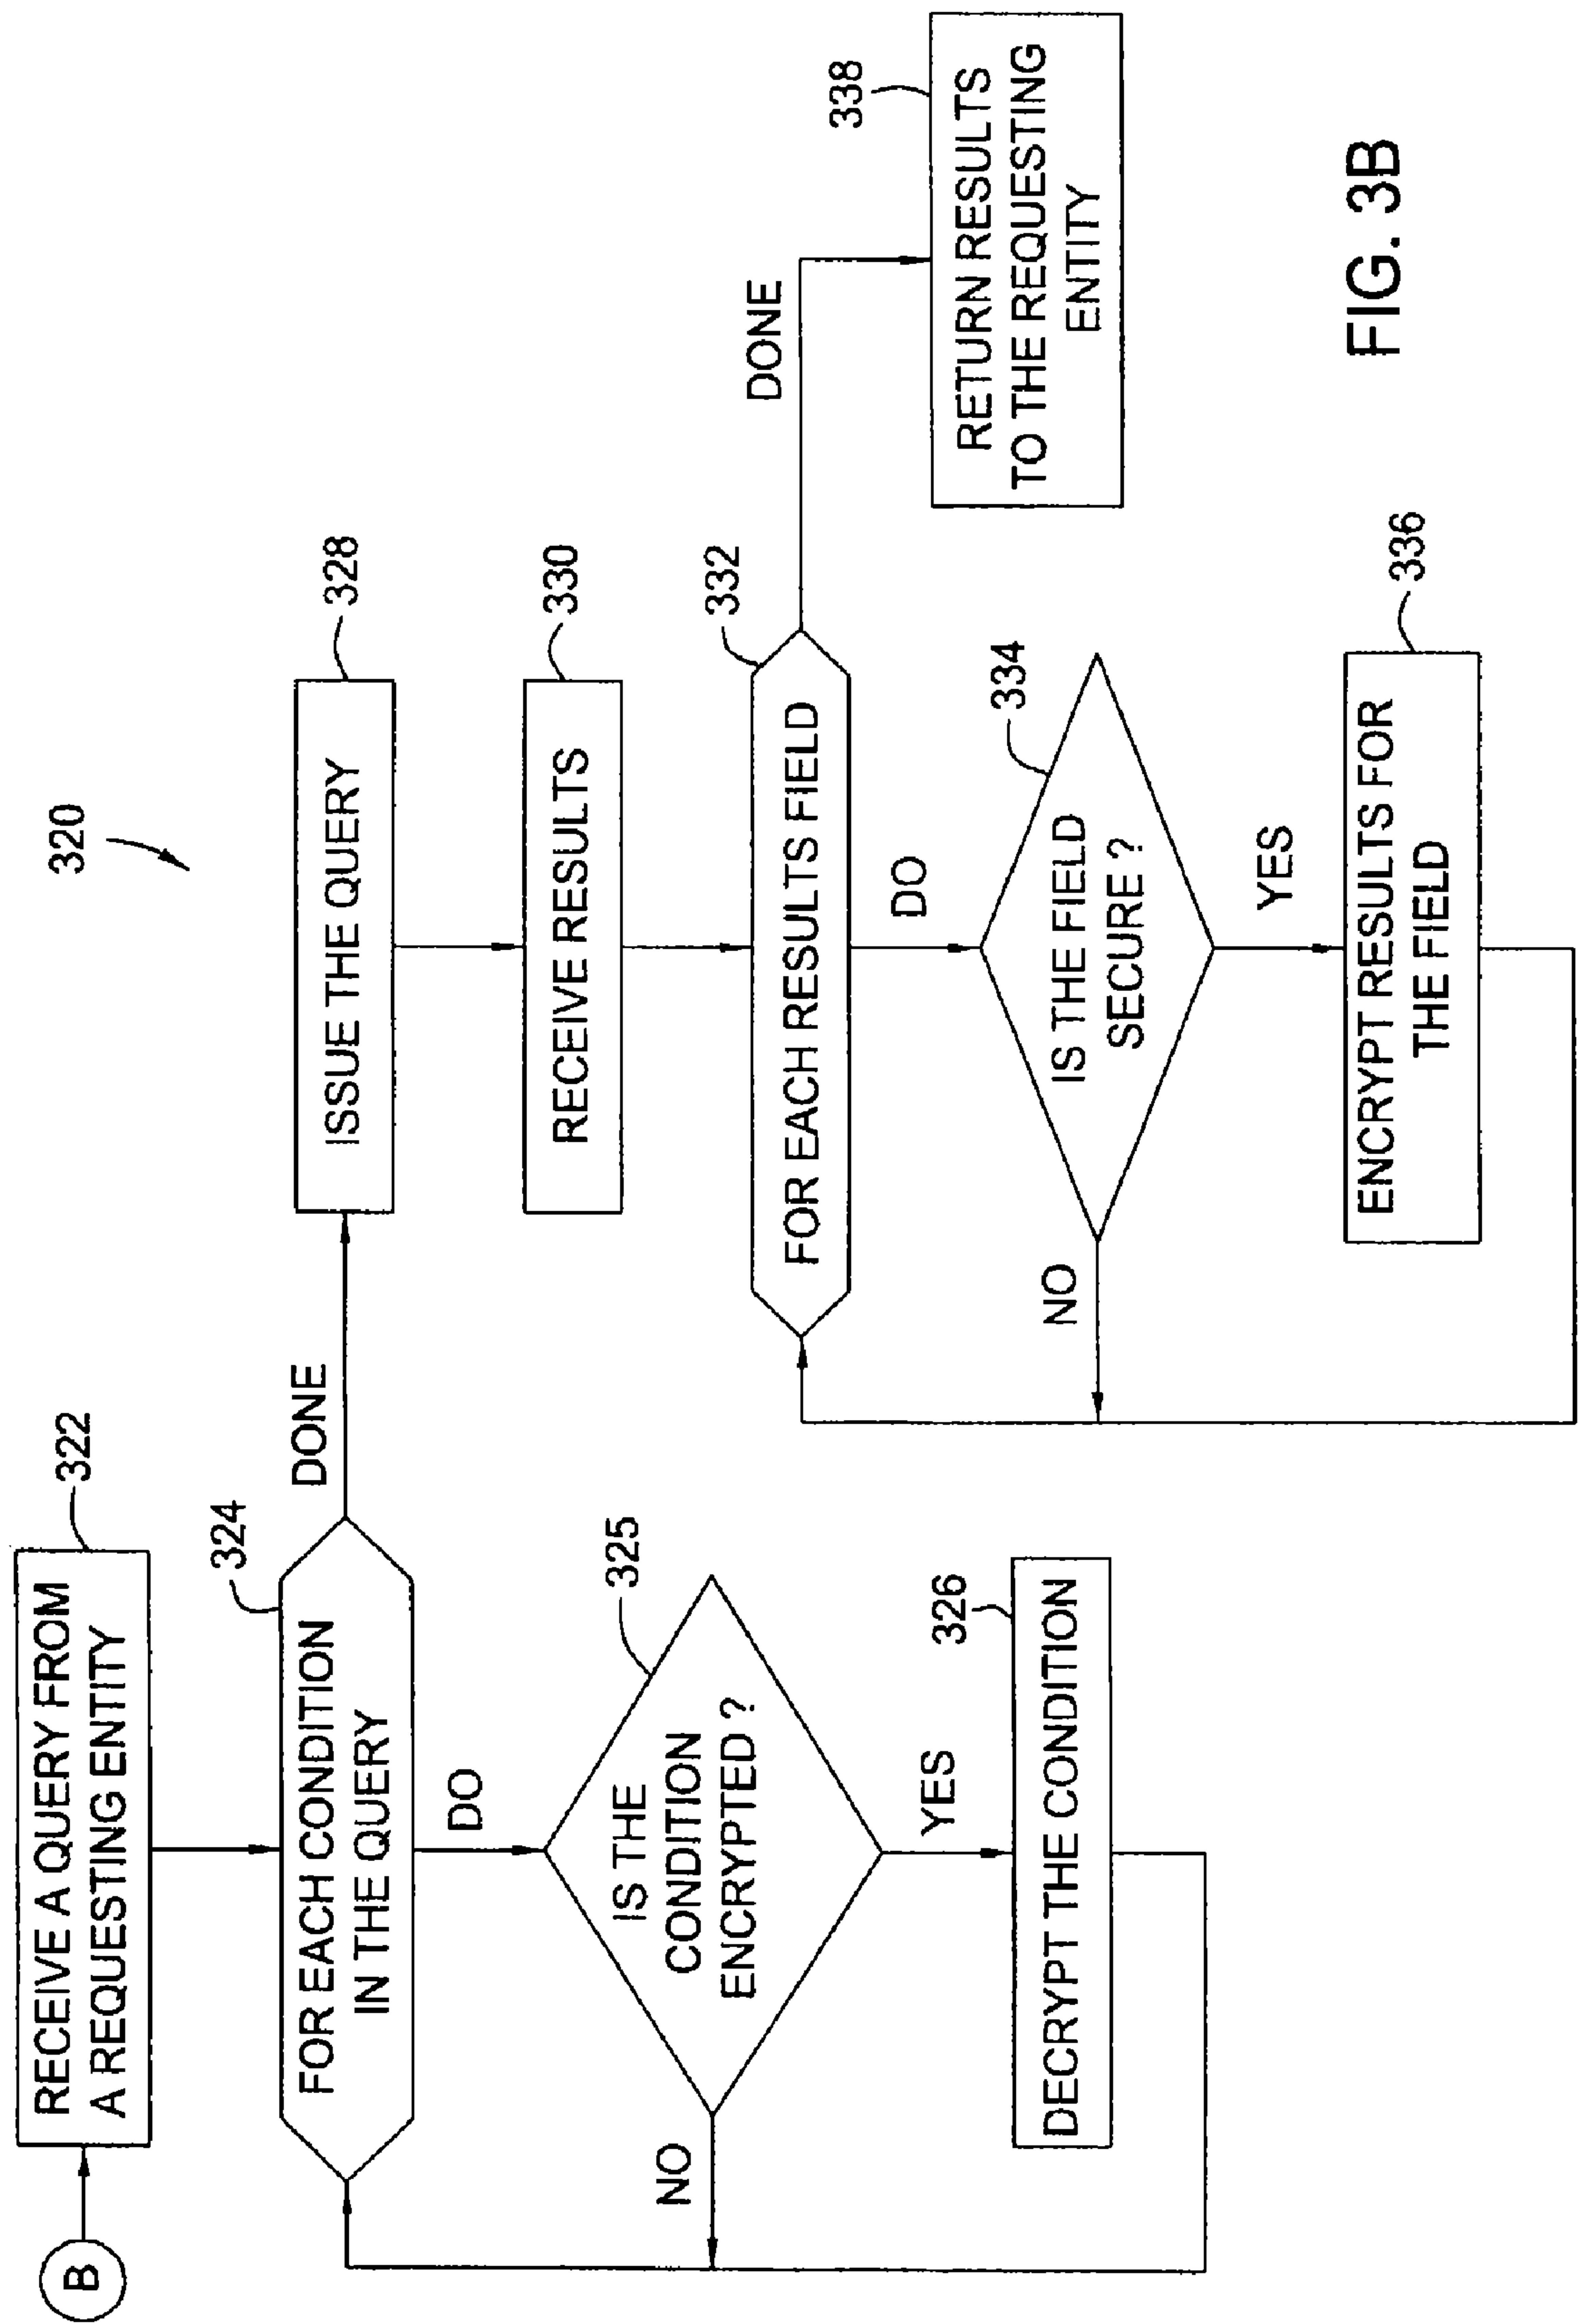 320
B
RECEIVE A QUERY FROM
A REQUESTING ENTITY
322
FOR EACH CONDITION
IN THE QUERY
324
DONE
DO
IS THE
CONDITION
ENCRYPTED ?
325
NO
YES
DECRYPT THE CONDITION
326
ISSUE THE QUERY
328
RECEIVE RESULTS
330
FOR EACH RESULTS FIELD
332
DONE
DO
IS THE FIELD
SECURE ?
334
NO
YES
ENCRYPT RESULTS FOR
THE FIELD
336
RETURN RESULTS
TO THE REQUESTING
ENTITY
338
FIG. 3B